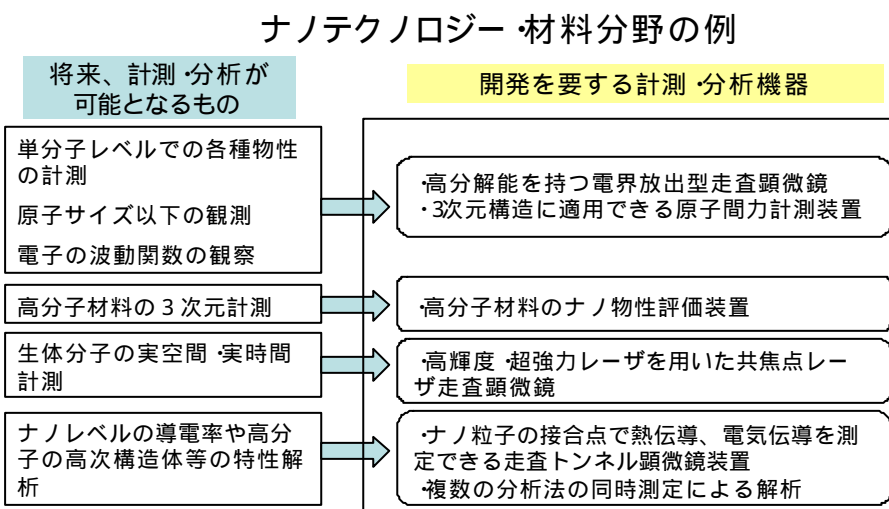 ナノテクノロジー・材料分野の例
将来、計測・分析が
可能となるもの
開発を要する計測・分析機器
単分子レベルでの各種物性
の計測
原子サイズ以下の観測
電子の波動関数の観察
・高分解能を持つ電界放出型走査顕微鏡
・3次元構造に適用できる原子間力計測装置
高分子材料の3次元計測
・高分子材料のナノ物性評価装置
生体分子の実空間・実時間
計測
・高輝度・超強力レーザを用いた共焦点レー
ザ走査顕微鏡
ナノレベルの導電率や高分
子の高次構造体等の特性解
析
・ナノ粒子の接合点で熱伝導、電気伝導を測
定できる走査トンネル顕微鏡装置
・複数の分析法の同時測定による解析